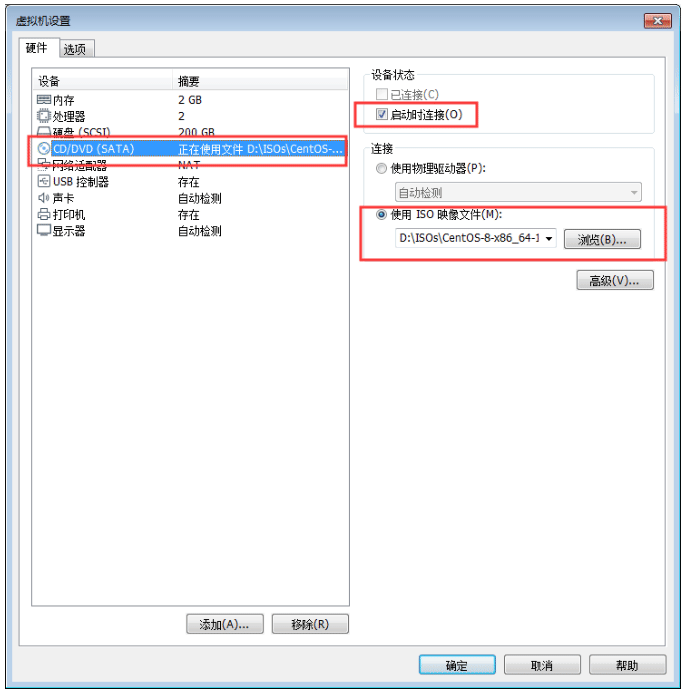 虚拟机设置
硬件 选项
设备 摘要
内存 2 GB
处理器 2
硬盘 (SCSI) 200 GB
CD/DVD (SATA) 正在使用文件 D:\ISOs\CentOS-...
网络适配器 NAT
USB 控制器 存在
声卡 自动检测
打印机 存在
显示器 自动检测
添加(A)... 移除(R)
设备状态
已连接(C)
启动时连接(O)
连接
使用物理驱动器(P):
自动检测
使用 ISO 映像文件(M):
D:\ISOs\CentOS-8-x86_64-1 浏览(B)...
高级(V)...
确定 取消 帮助